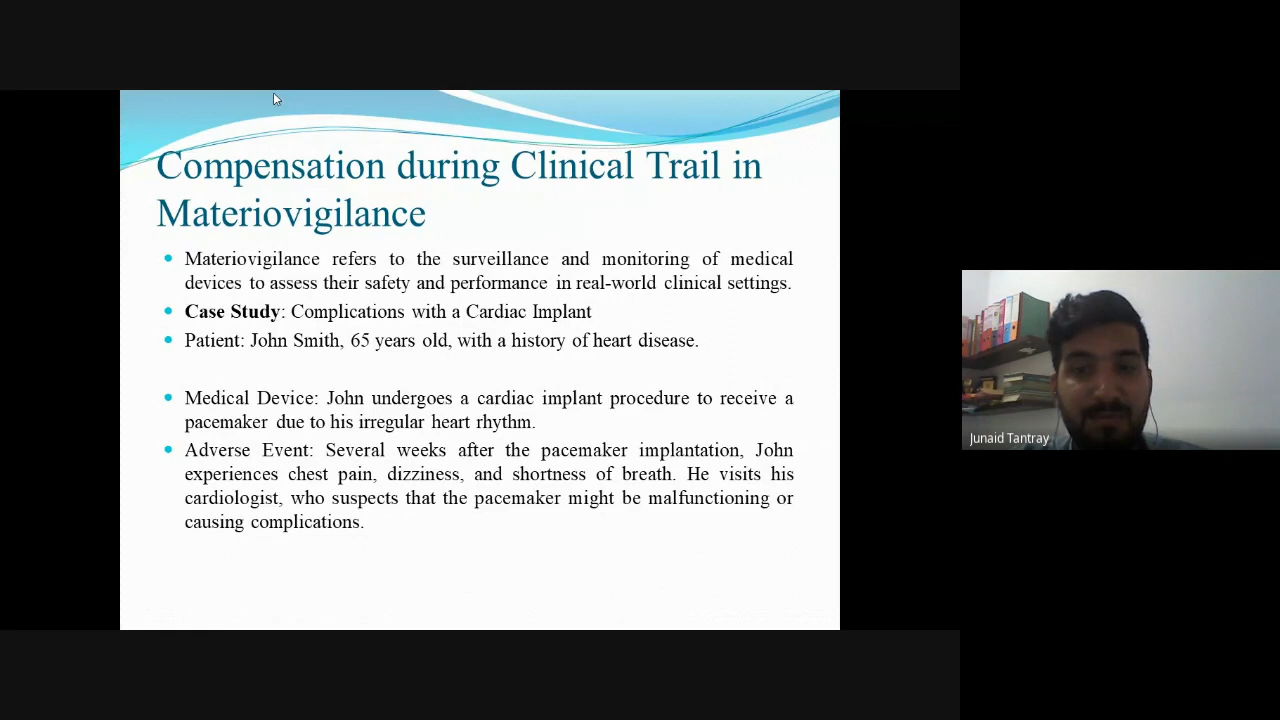 Compensation during Clinical Trail in
Materiovigilance
Materiovigilance refers to the surveillance and monitoring of medical
devices to assess their safety and performance in real-world clinical settings.
Case Study: Complications with a Cardiac Implant
Patient: John Smith, 65 years old, with a history of heart disease.
Medical Device: John undergoes a cardiac implant procedure to receive a
pacemaker due to his irregular heart rhythm.
Adverse Event: Several weeks after the pacemaker implantation, John
experiences chest pain, dizziness, and shortness of breath. He visits his
cardiologist, who suspects that the pacemaker might be malfunctioning or
causing complications.
Junaid Tantray